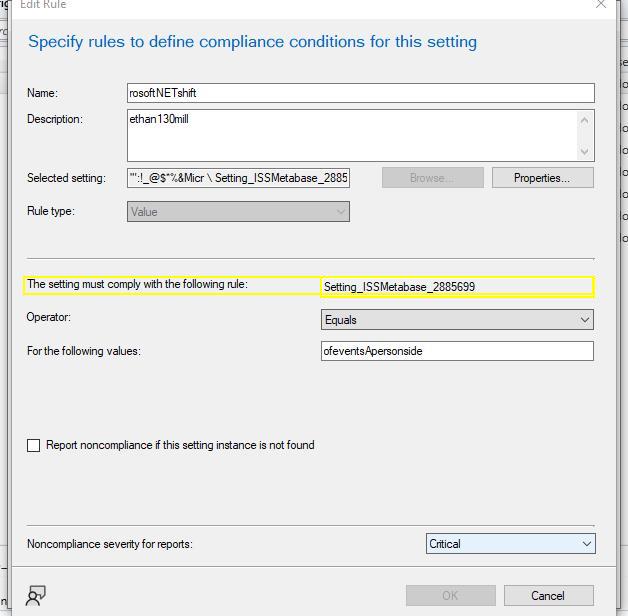 Edit Rule
Specify rules to define compliance conditions for this setting
Name: rosoftNETshift
Description: ethan130mill
Selected setting: "':!_@$*%&Micr \ Setting_ISSMetabase_2885 Browse... Properties...
Rule type: Value
The setting must comply with the following rule: Setting_ISSMetabase_2885699
Operator: Equals
For the following values: ofeventsApersonside
Report noncompliance if this setting instance is not found
Noncompliance severity for reports: Critical
OK Cancel